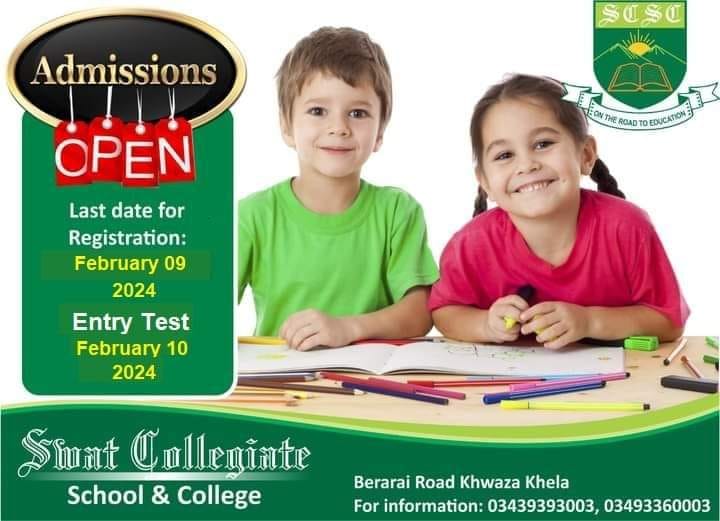 Admissions
OPEN
Last date for
Registration:
February 09
2024
Entry Test
February 10
2024
SCSC
ON THE ROAD TO EDUCATION
Swat Collegiate
School & College
Berarai Road Khwaza Khela
For information: 03439393003, 03493360003